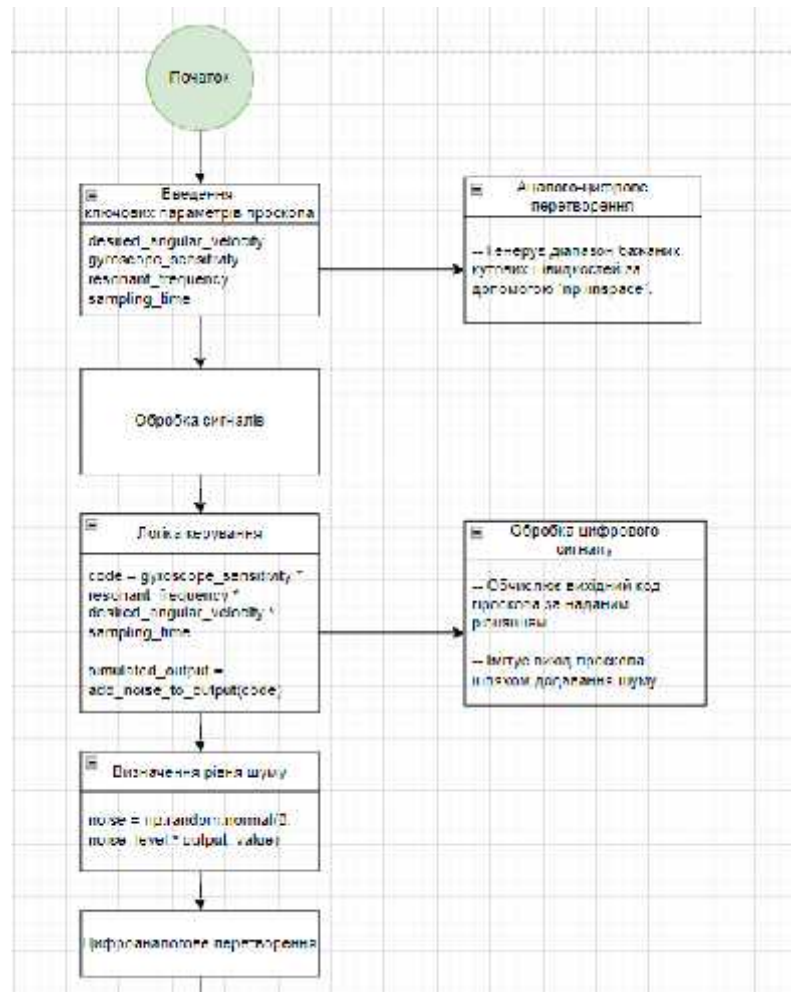 Початок
Введення
ключових параметрів гіроскопа
desired_angular_velocity
gyroscope_sensitivity
resonant_frequency
sampling_time
Аналого-цифрове
перетворення
-- Генерує діапазон бажаних
кутових швидкостей за
допомогою `np.linspace`.
Обробка сигналів
Логіка керування
code = gyroscope_sensitivity *
resonant_frequency *
desired_angular_velocity *
sampling_time
simulated_output =
add_noise_to_output(code)
Обробка цифрового
сигналу
-- Обчислює вихідний код
гіроскопа за наданим
рівнянням
-- Імітує вихід гіроскопа
шляхом додавання шуму
Визначення рівня шуму
noise = np.random.normal(0,
noise_level * output_value)
Цифроаналогове перетворення